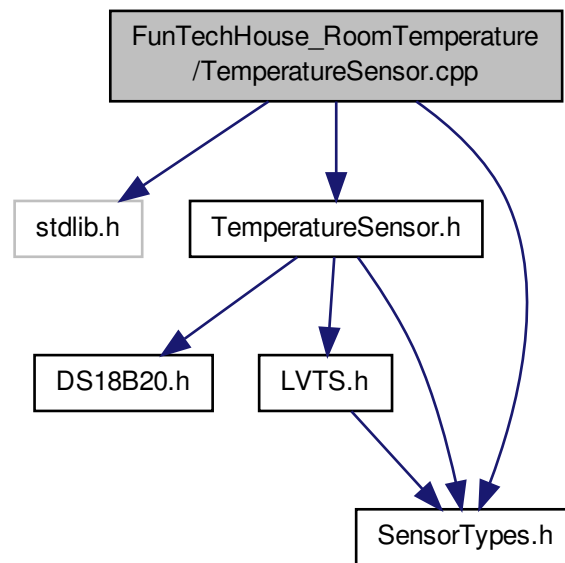 FunTechHouse_RoomTemperature
/TemperatureSensor.cpp
stdlib.h
TemperatureSensor.h
DS18B20.h
LVTS.h
SensorTypes.h